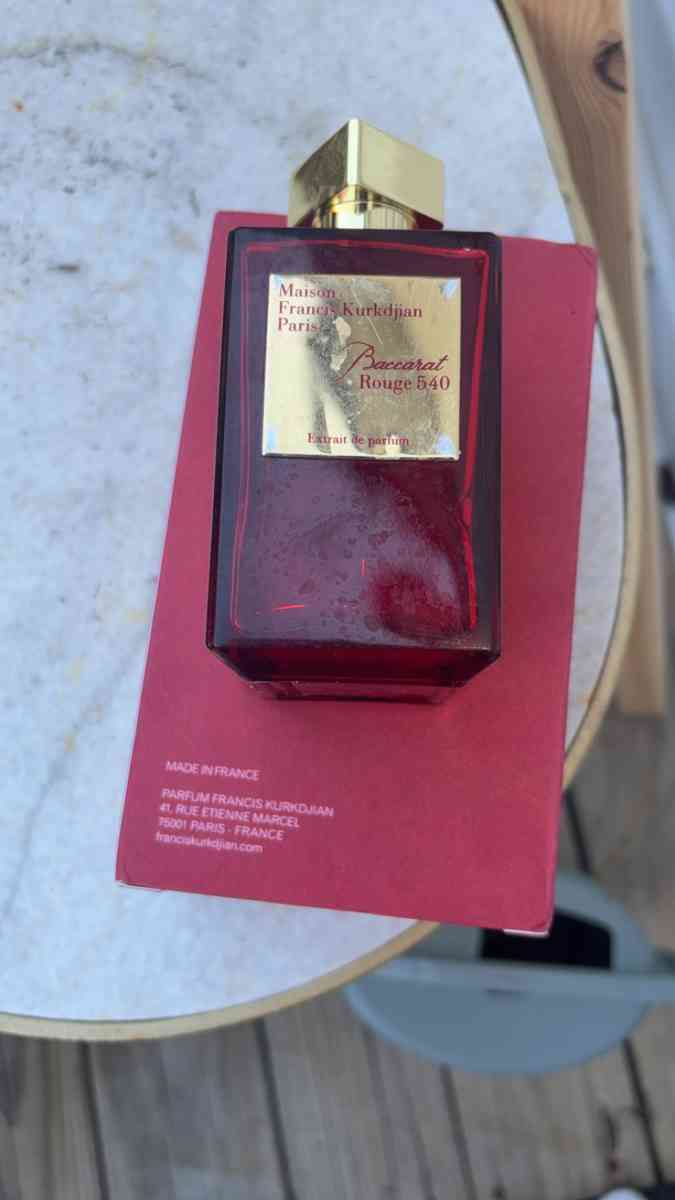 Maison
Francis Kurkdjian
Paris
Baccarat
Rouge 540
Extrait de parfum
MADE IN FRANCE
PARFUM FRANCIS KURKDJIAN
41, RUE ETIENNE MARCEL
75001 PARIS - FRANCE
franciskurkdjian.com